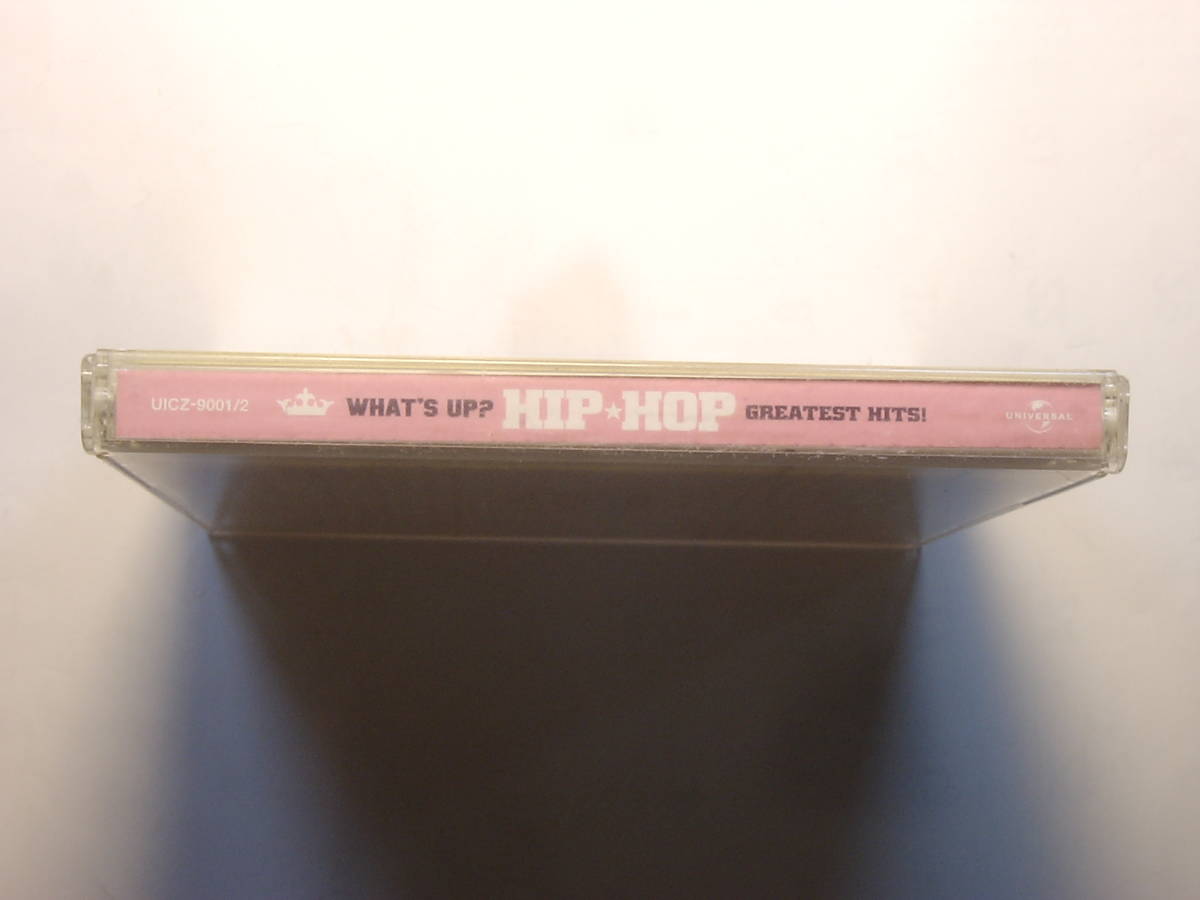 UICZ-9001/2 WHAT'S UP? HIP★HOP GREATEST HITS! UNIVERSAL